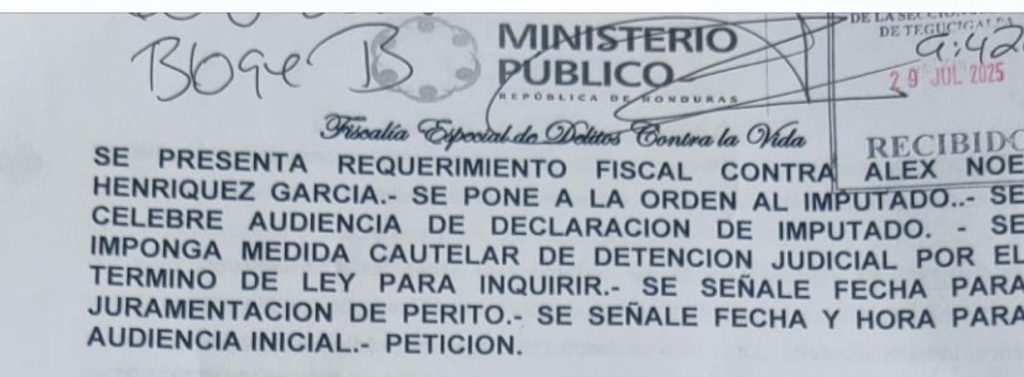 Bloge B
MINISTERIO
PUBLICO
REPÚBLICA DE HONDURAS
DE TEGUCIGALPA
9:42
29 JUL 2025
RECIBIDO
Fiscalía Especial de Delitos Contra la Vida
SE PRESENTA REQUERIMIENTO FISCAL CONTRA ALEX NOE
HENRIQUEZ GARCIA.- SE PONE A LA ORDEN AL IMPUTADO..- SE
CELEBRE AUDIENCIA DE DECLARACION DE IMPUTADO. - SE
IMPONGA MEDIDA CAUTELAR DE DETENCION JUDICIAL POR EL
TERMINO DE LEY PARA INQUIRIR.- SE SEÑALE FECHA PARA
JURAMENTACION DE PERITO.- SE SEÑALE FECHA Y HORA PARA
AUDIENCIA INICIAL.- PETICION.